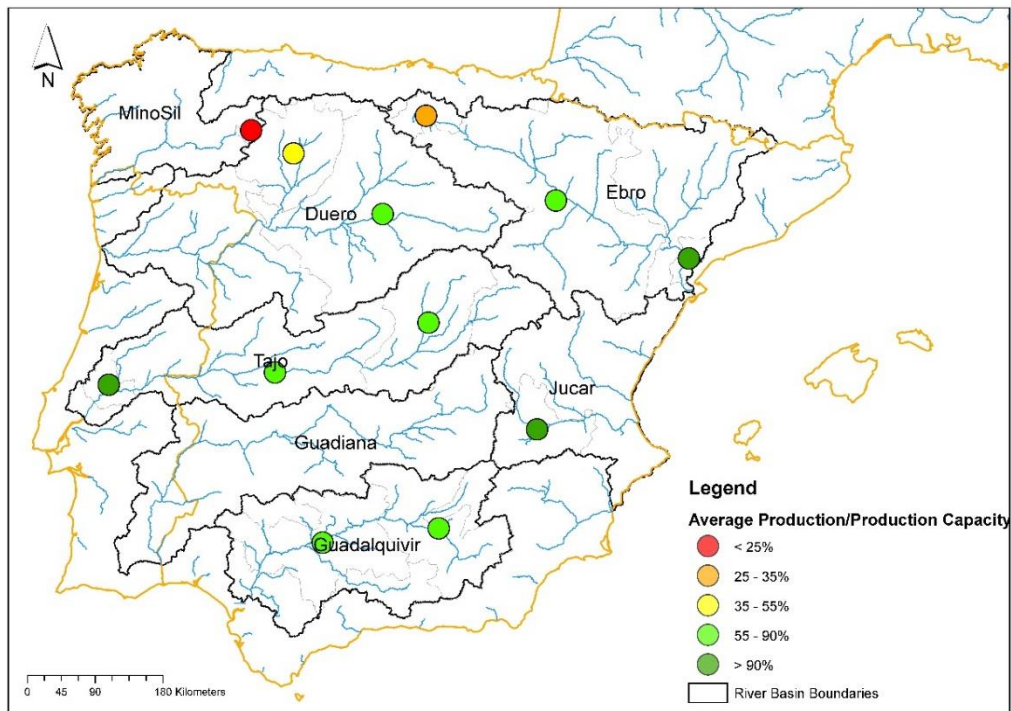 N
MinoSil
Ebro
Duero
Tajo
Jucar
Guadiana
Guadalquivir
Legend
Average Production/Production Capacity
< 25%
25 - 35%
35 - 55%
55 - 90%
> 90%
River Basin Boundaries
0 45 90 180 Kilometers